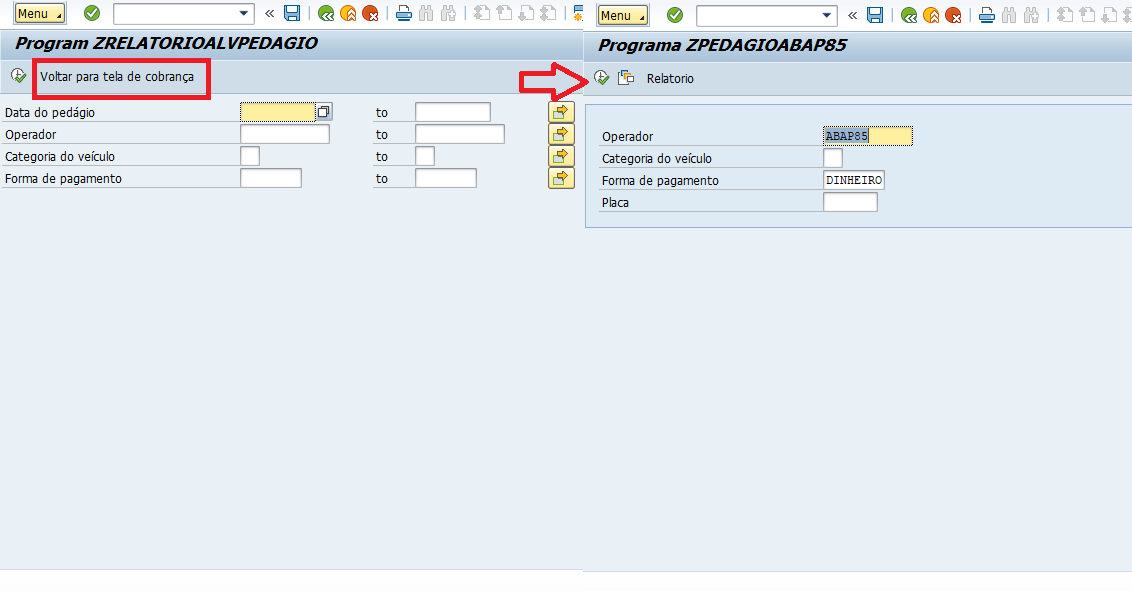 Menu
Program ZRELATORIOALVPEDAGIO
Voltar para tela de cobrança
Data do pedágio to
Operador to
Categoria do veículo to
Forma de pagamento to
Menu
Programa ZPEDAGIOABAP85
Relatorio
Operador ABAP85
Categoria do veículo
Forma de pagamento DINHEIRO
Placa